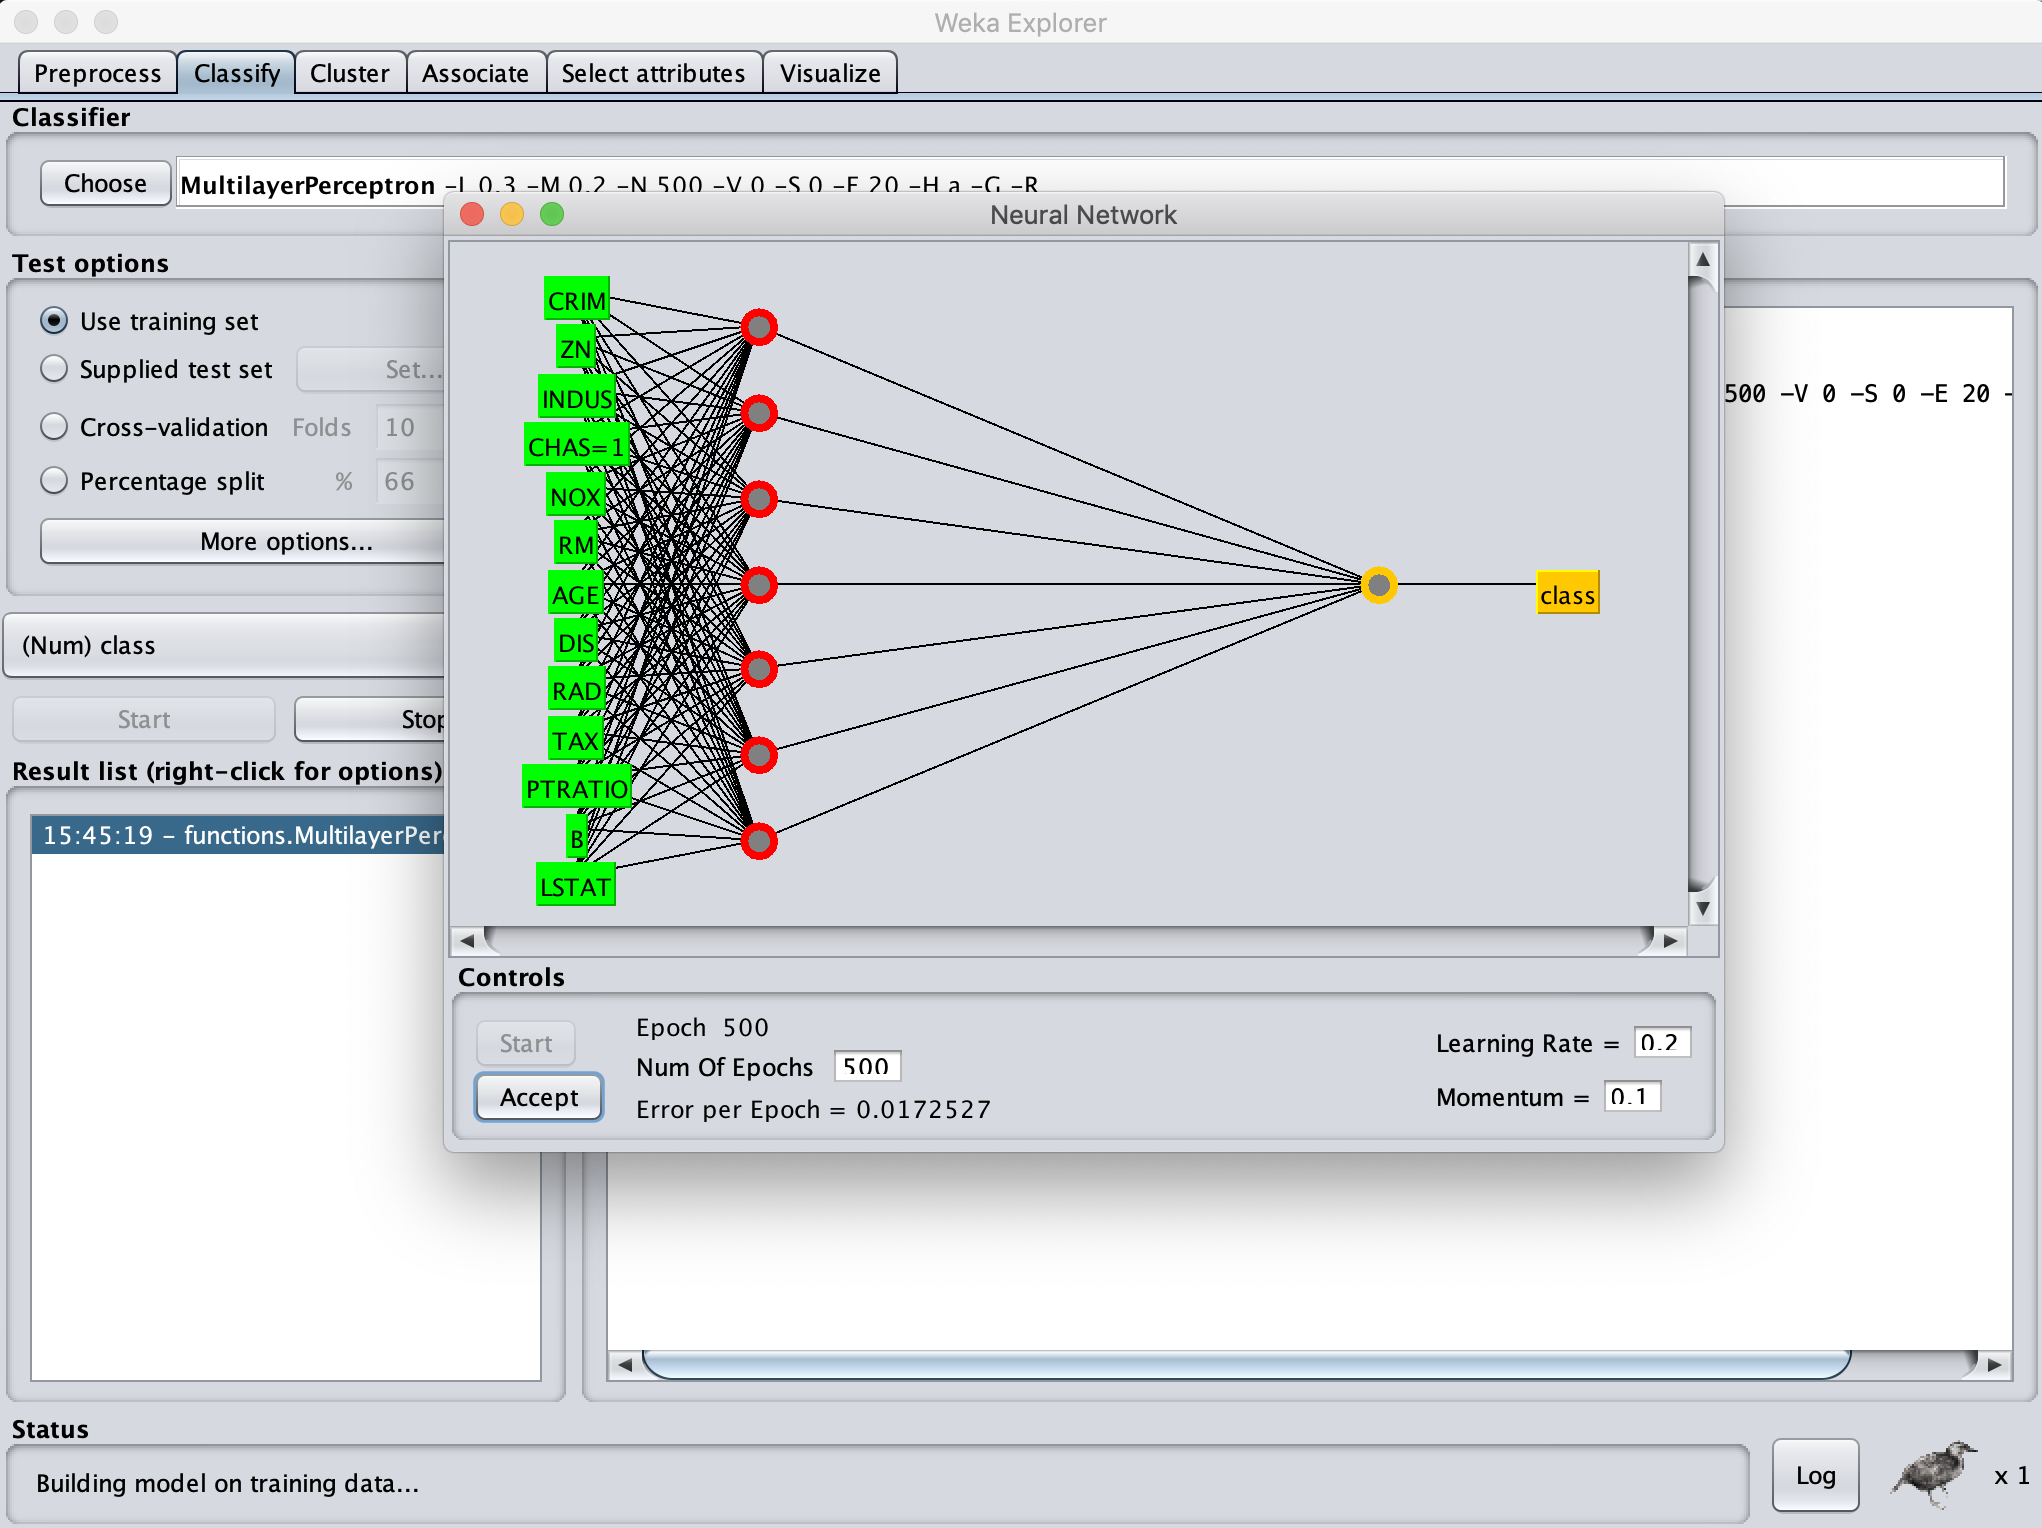 Weka Explorer
Preprocess Classify Cluster Associate Select attributes Visualize
Classifier
Choose MultilayerPerceptron -L 0.3 -M 0.2 -N 500 -V 0 -S 0 -E 20 -H a -G -R
Test options
Use training set
Supplied test set Set...
Cross-validation Folds 10
Percentage split % 66
More options...
(Num) class
Start Stop
Result list (right-click for options)
15:45:19 - functions.MultilayerPer
Neural Network
CRIM
ZN
INDUS
CHAS=1
NOX
RM
AGE
DIS
RAD
TAX
PTRATIO
B
LSTAT
class
Controls
Start
Accept
Epoch 500
Num Of Epochs 500
Error per Epoch = 0.0172527
Learning Rate = 0.2
Momentum = 0.1
500 -V 0 -S 0 -E 20 -
Status
Building model on training data...
Log
x 1